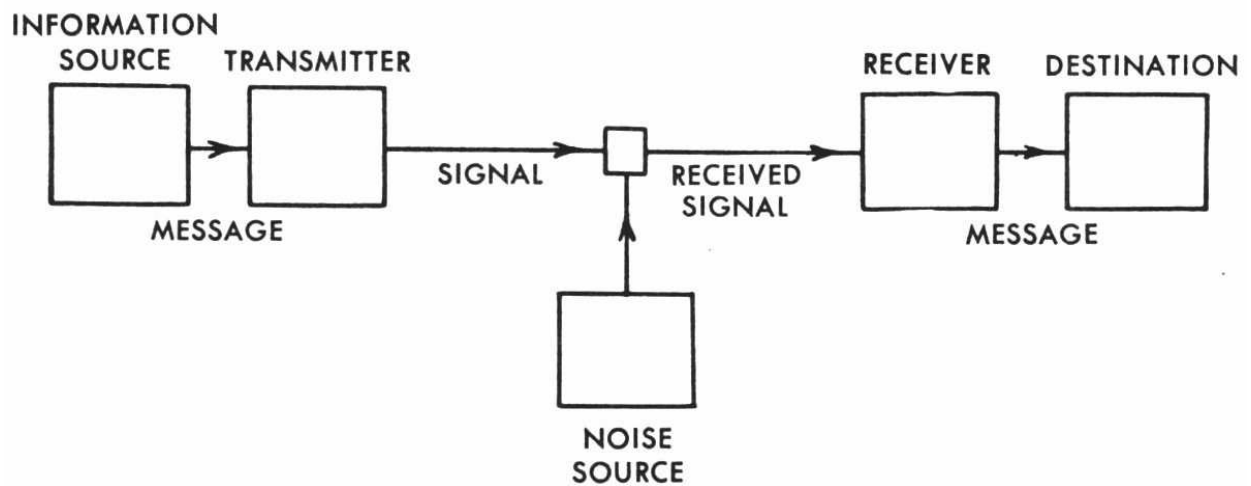 INFORMATION
SOURCE
TRANSMITTER
RECEIVER
DESTINATION
SIGNAL
RECEIVED
SIGNAL
MESSAGE
MESSAGE
NOISE
SOURCE